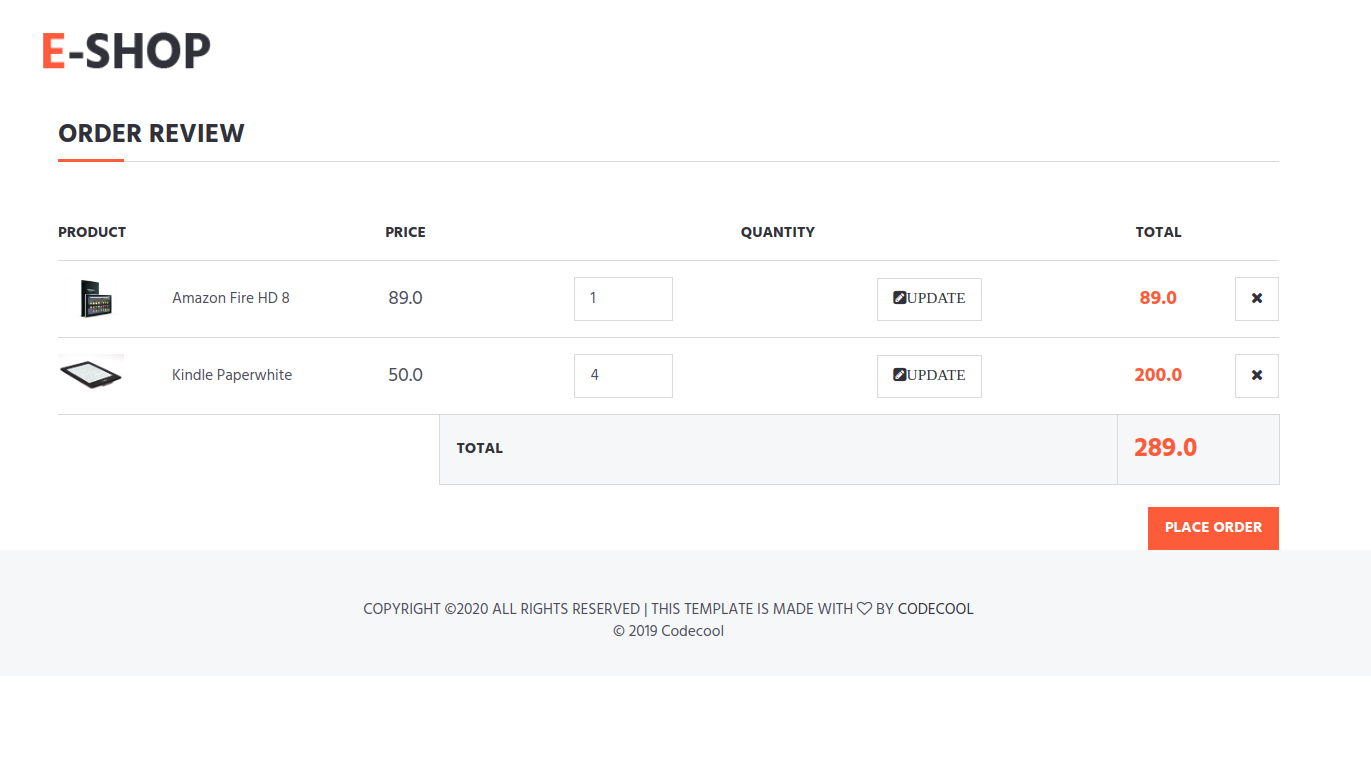 E-SHOP
ORDER REVIEW
PRODUCT PRICE QUANTITY TOTAL
Amazon Fire HD 8 89.0 1 UPDATE 89.0
Kindle Paperwhite 50.0 4 UPDATE 200.0
TOTAL 289.0
PLACE ORDER
COPYRIGHT ©2020 ALL RIGHTS RESERVED | THIS TEMPLATE IS MADE WITH ♡ BY CODECOOL
© 2019 Codecool